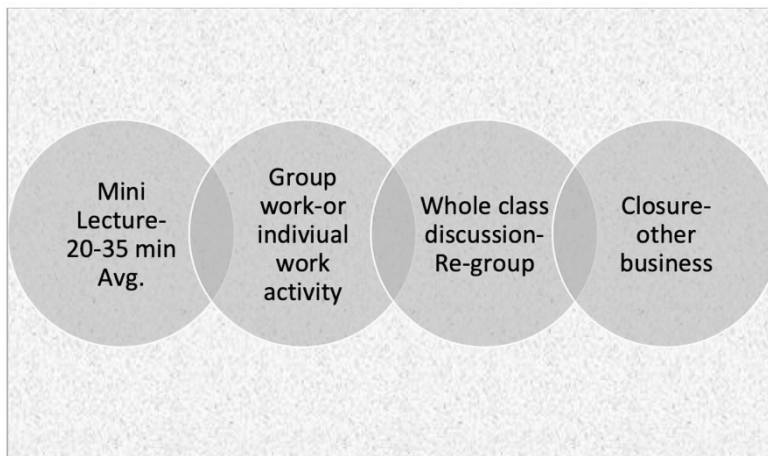 Mini
Lecture-
20-35 min
Avg.
Group
work-or
indiviual
work
activity
Whole class
discussion-
Re-group
Closure-
other
business